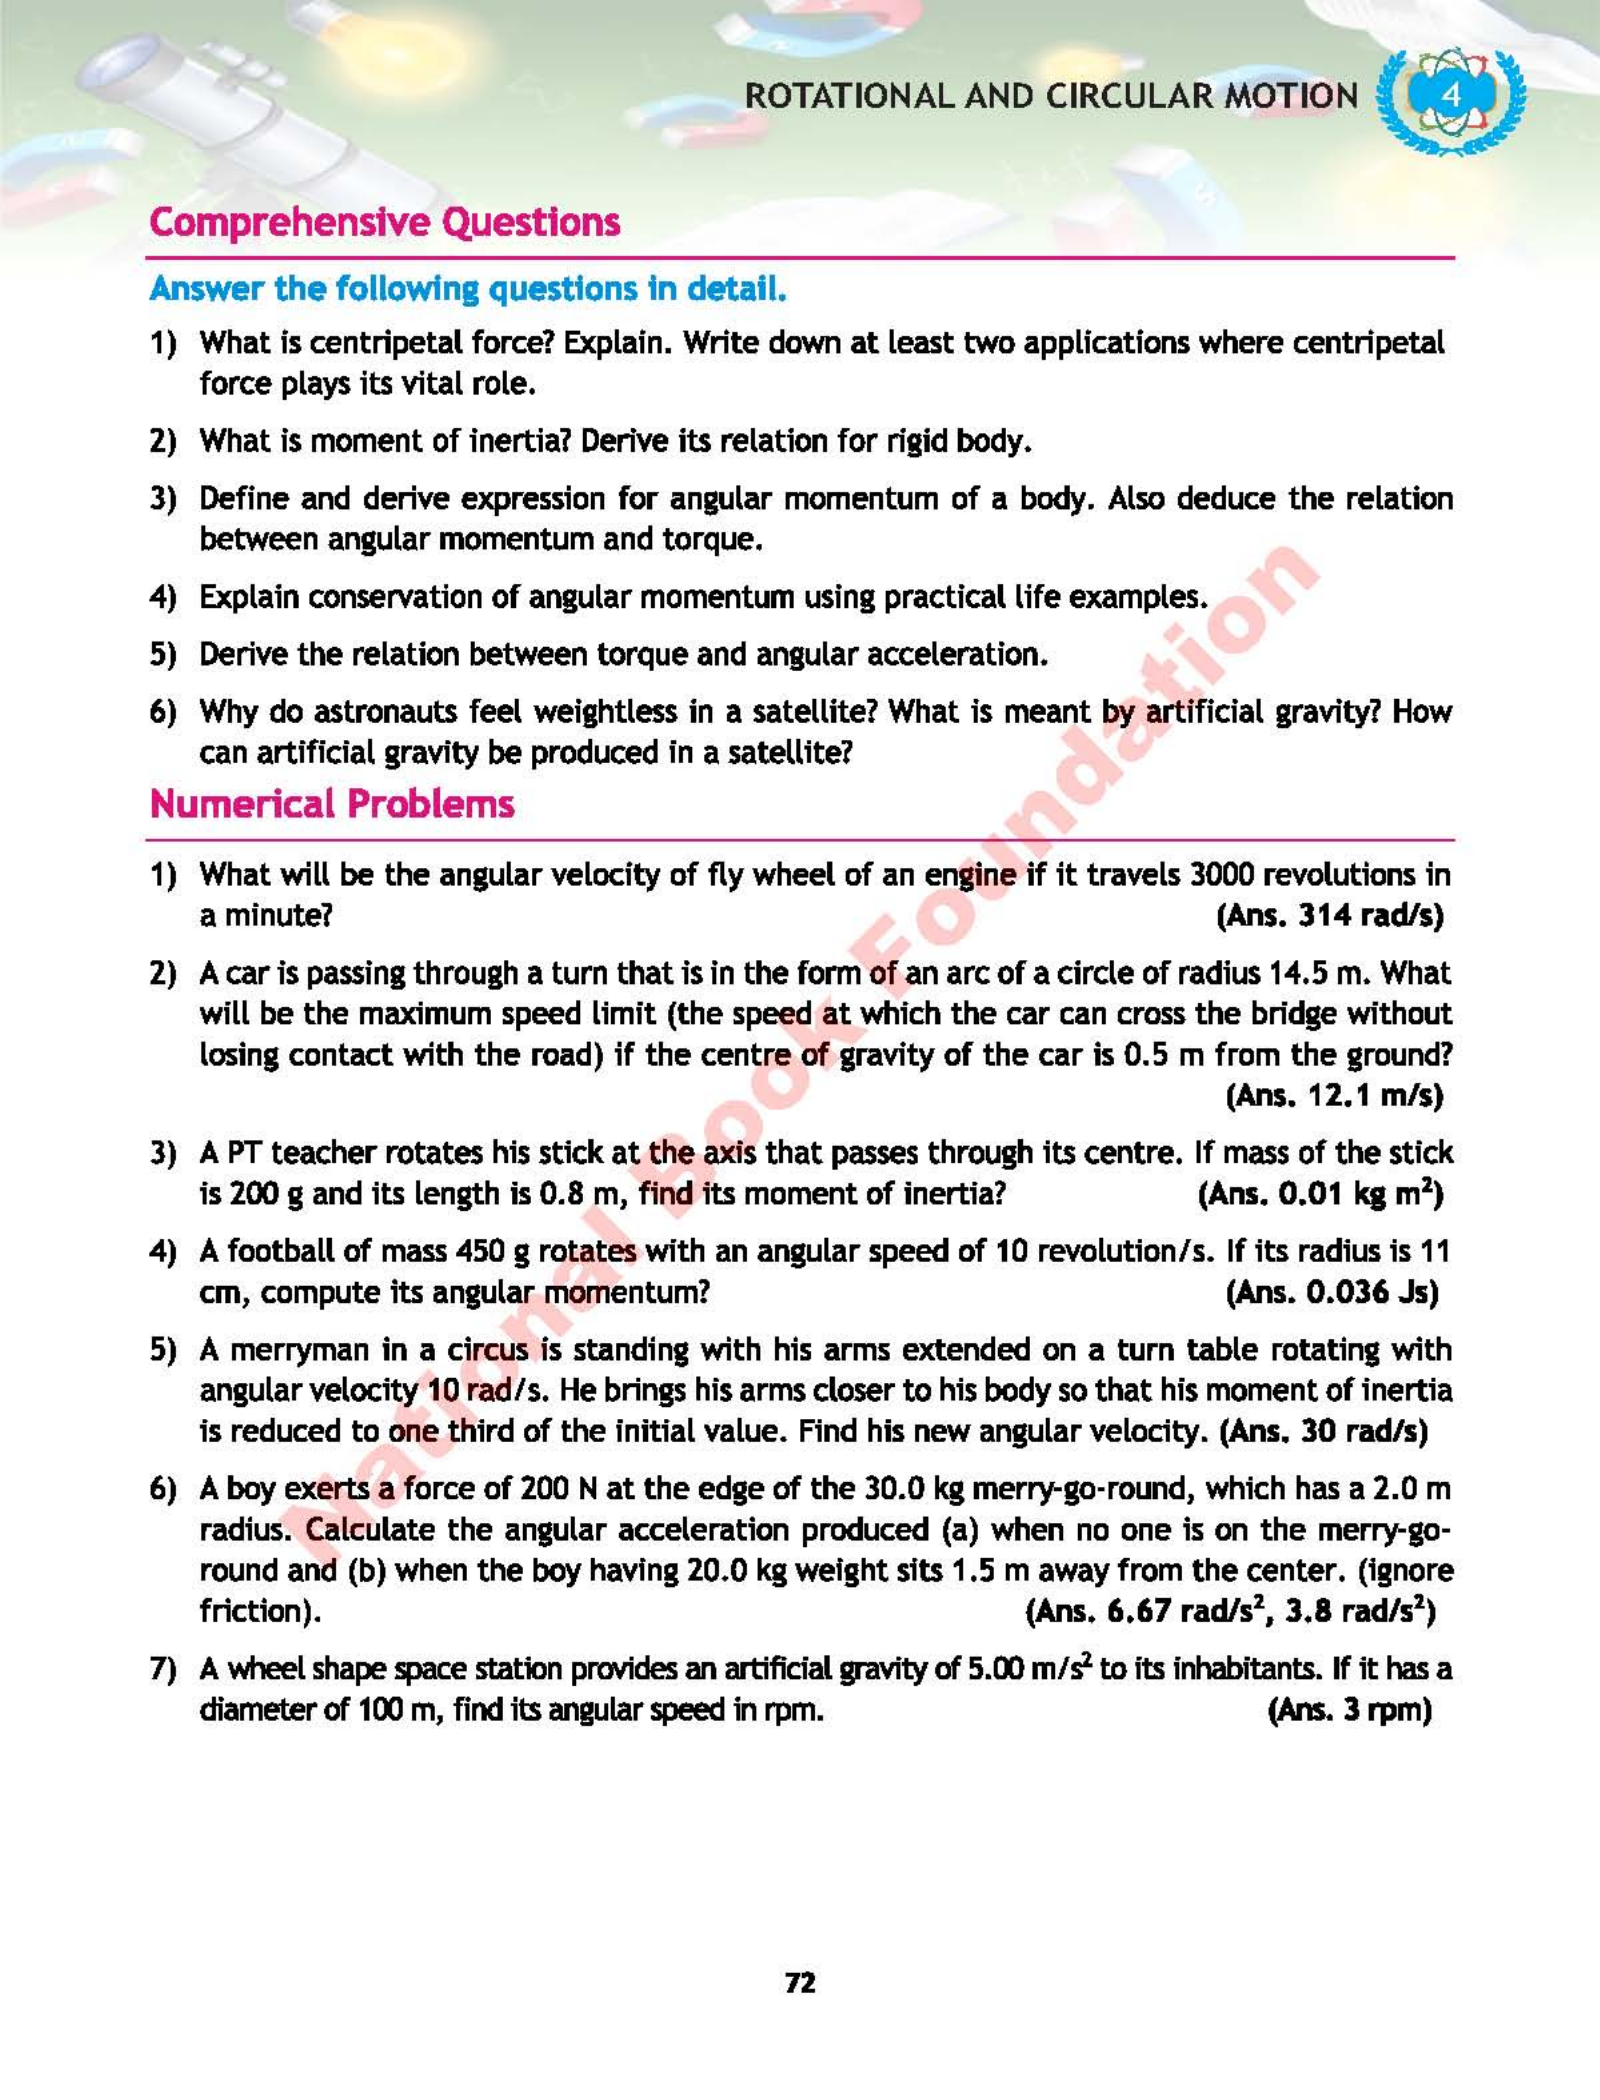 ROTATIONAL AND CIRCULAR MOTION 4
Comprehensive Questions
Answer the following questions in detail.
1) What is centripetal force? Explain. Write down at least two applications where centripetal
force plays its vital role.
2) What is moment of inertia? Derive its relation for rigid body.
3) Define and derive expression for angular momentum of a body. Also deduce the relation
between angular momentum and torque.
4) Explain conservation of angular momentum using practical life examples.
5) Derive the relation between torque and angular acceleration.
6) Why do astronauts feel weightless in a satellite? What is meant by artificial gravity? How
can artificial gravity be produced in a satellite?
Numerical Problems
1) What will be the angular velocity of fly wheel of an engine if it travels 3000 revolutions in
a minute? (Ans. 314 rad/s)
2) A car is passing through a turn that is in the form of an arc of a circle of radius 14.5 m. What
will be the maximum speed limit (the speed at which the car can cross the bridge without
losing contact with the road) if the centre of gravity of the car is 0.5 m from the ground?
(Ans. 12.1 m/s)
3) A PT teacher rotates his stick at the axis that passes through its centre. If mass of the stick
is 200 g and its length is 0.8 m, find its moment of inertia? (Ans. 0.01 kg m²)
4) A football of mass 450 g rotates with an angular speed of 10 revolution/s. If its radius is 11
cm, compute its angular momentum? (Ans. 0.036 Js)
5) A merryman in a circus is standing with his arms extended on a turn table rotating with
angular velocity 10 rad/s. He brings his arms closer to his body so that his moment of inertia
is reduced to one third of the initial value. Find his new angular velocity. (Ans. 30 rad/s)
6) A boy exerts a force of 200 N at the edge of the 30.0 kg merry-go-round, which has a 2.0 m
radius. Calculate the angular acceleration produced (a) when no one is on the merry-go-
round and (b) when the boy having 20.0 kg weight sits 1.5 m away from the center. (ignore
friction). (Ans. 6.67 rad/s², 3.8 rad/s²)
7) A wheel shape space station provides an artificial gravity of 5.00 m/s² to its inhabitants. If it has a
diameter of 100 m, find its angular speed in rpm. (Ans. 3 rpm)
National Book Foundation
72